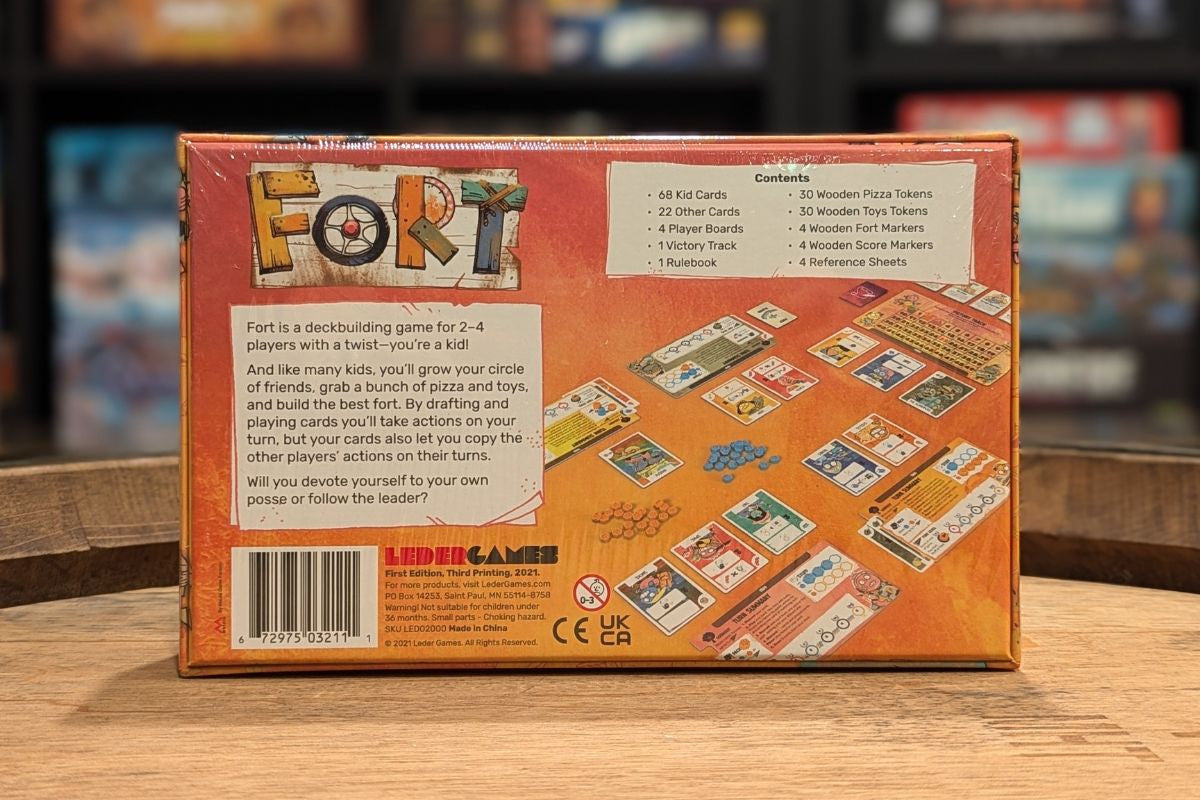 FORT
Contents
• 68 Kid Cards
• 22 Other Cards
• 4 Player Boards
• 1 Victory Track
• 1 Rulebook
• 30 Wooden Pizza Tokens
• 30 Wooden Toys Tokens
• 4 Wooden Fort Markers
• 4 Wooden Score Markers
• 4 Reference Sheets
Fort is a deckbuilding game for 2–4
players with a twist—you're a kid!
And like many kids, you'll grow your circle
of friends, grab a bunch of pizza and toys,
and build the best fort. By drafting and
playing cards you'll take actions on your
turn, but your cards also let you copy the
other players' actions on their turns.
Will you devote yourself to your own
posse or follow the leader?
6 72975 03211 1
LEDERGAMES
First Edition, Third Printing, 2021.
For more products, visit LederGames.com
PO Box 14253, Saint Paul, MN 55114-8758
Warning! Not suitable for children under
36 months. Small parts - Choking hazard.
SKU LED02000 Made in China
© 2021 Leder Games. All Rights Reserved.
0-3
CE
UK
CA
TURN SUMMARY
TURN SUMMARY